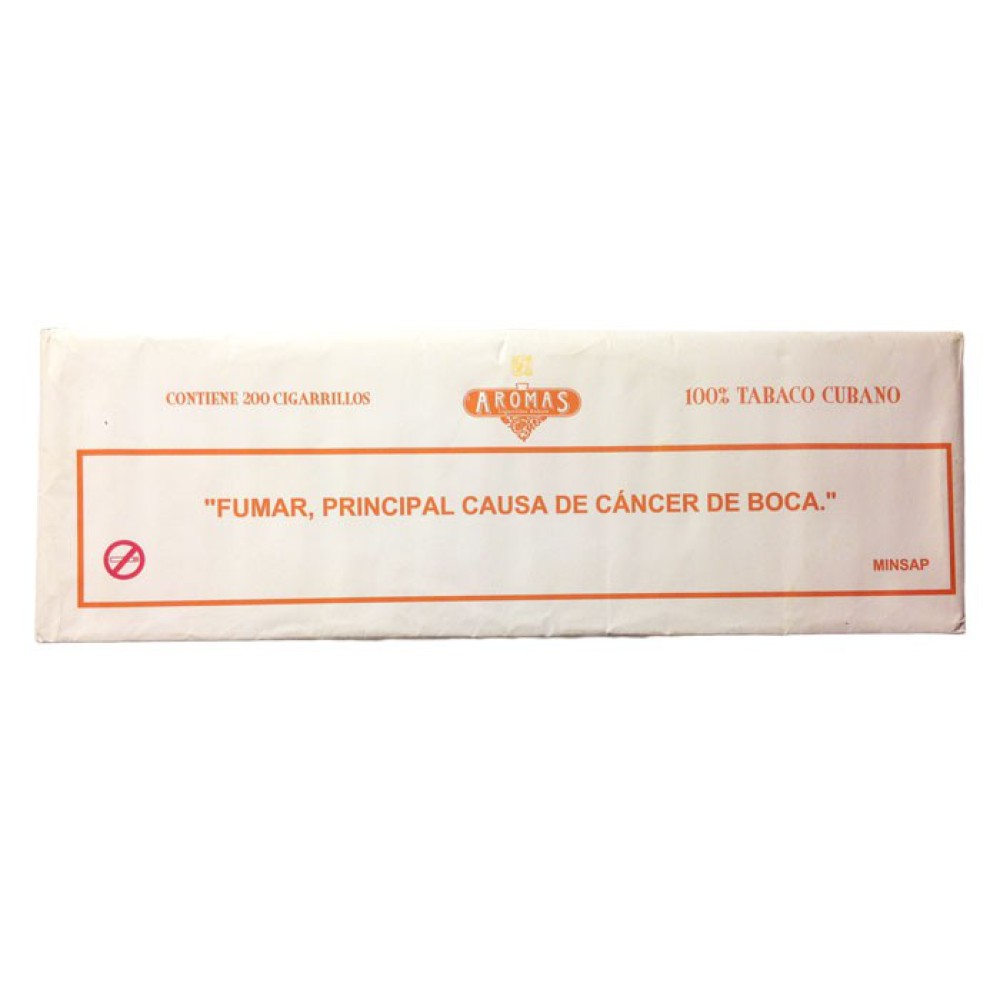 CONTIENE 200 CIGARRILLOS
AROMAS
100% TABACO CUBANO
"FUMAR, PRINCIPAL CAUSA DE CÁNCER DE BOCA."
MINSAP